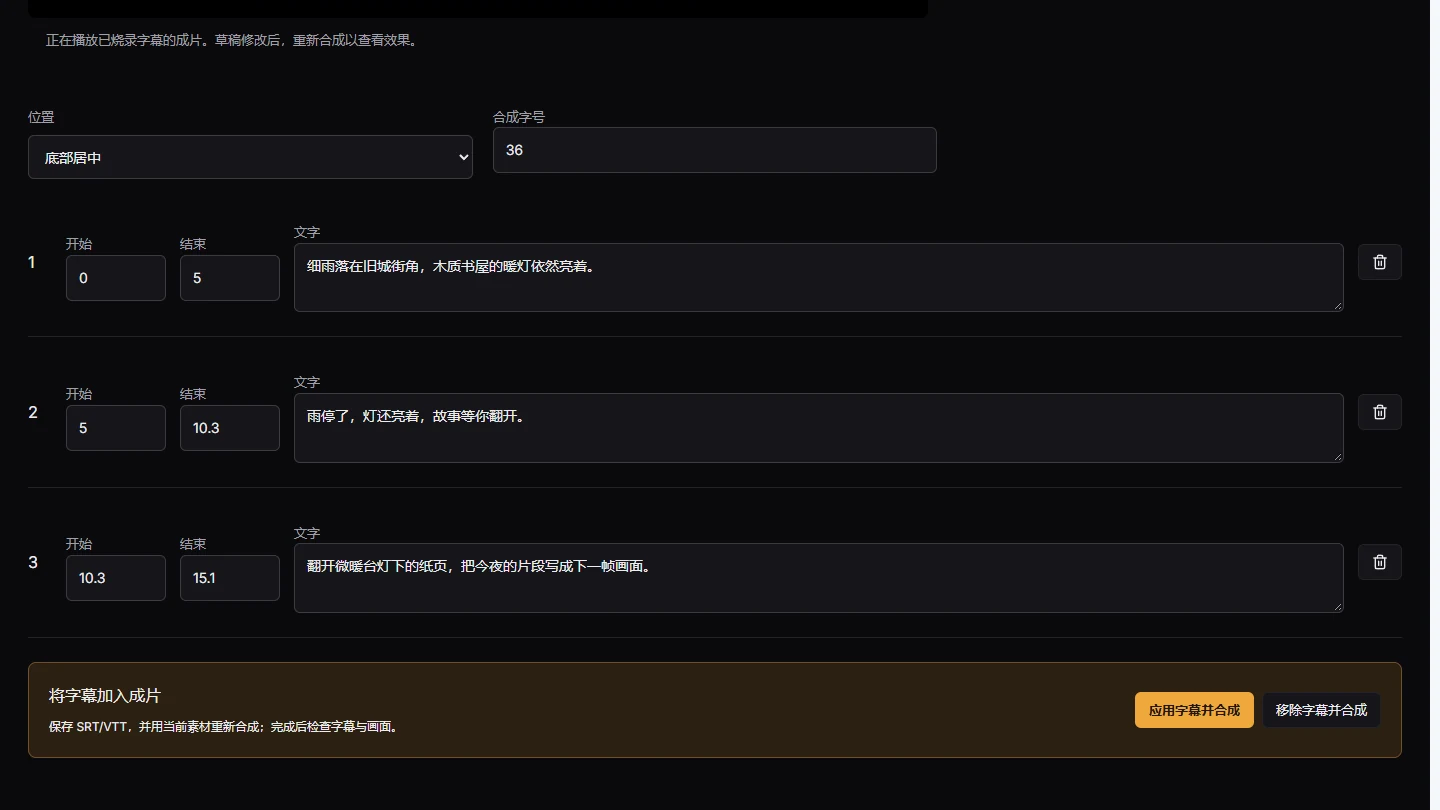 正在播放已烧录字幕的成片。草稿修改后，重新合成以查看效果。
位置
合成字号
底部居中
36
1
开始
结束
文字
0
5
细雨落在旧城街角，木质书屋的暖灯依然亮着。
2
开始
结束
文字
5
10.3
雨停了，灯还亮着，故事等你翻开。
3
开始
结束
文字
10.3
15.1
翻开微暖台灯下的纸页，把今夜的片段写成下一帧画面。
将字幕加入成片
保存 SRT/VTT，并用当前素材重新合成；完成后检查字幕与画面。
应用字幕并合成
移除字幕并合成